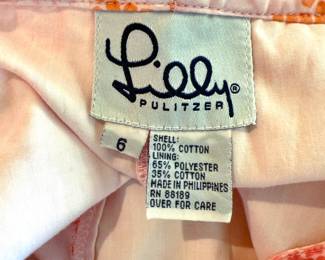 Lilly®
PULITZER
6
SHELL:
100% COTTON
LINING:
65% POLYESTER
35% COTTON
MADE IN PHILIPPINES
RN 88189
OVER FOR CARE